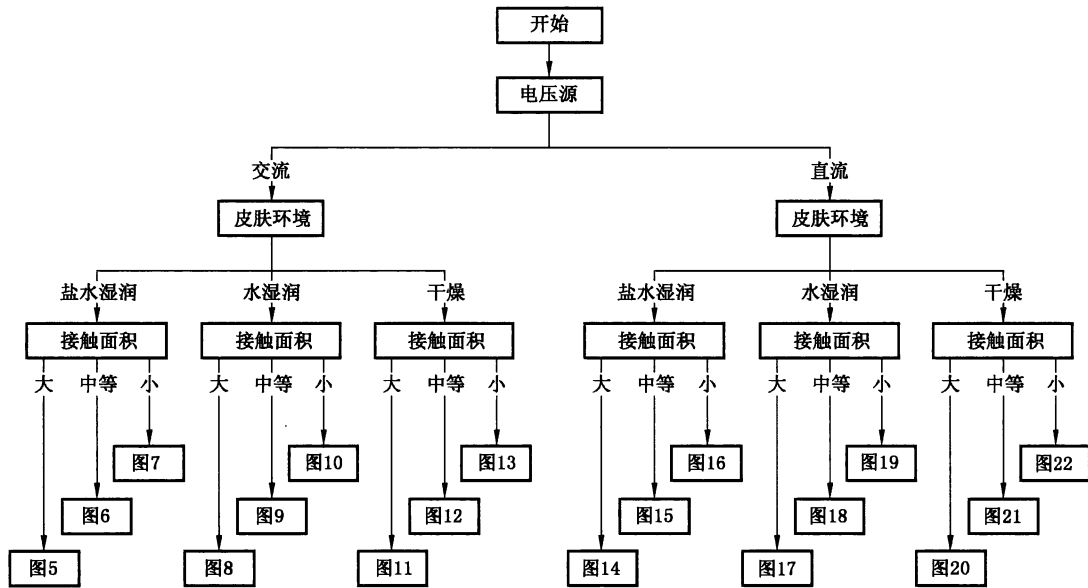 开始
电压源
交流 直流
皮肤环境 皮肤环境
盐水湿润 水湿润 干燥 盐水湿润 水湿润 干燥
接触面积 接触面积 接触面积 接触面积 接触面积 接触面积
大 中等 小 大 中等 小 大 中等 小 大 中等 小 大 中等 小 大 中等 小
图7 图10 图13 图16 图19 图22
图6 图9 图12 图15 图18 图21
图5 图8 图11 图14 图17 图20